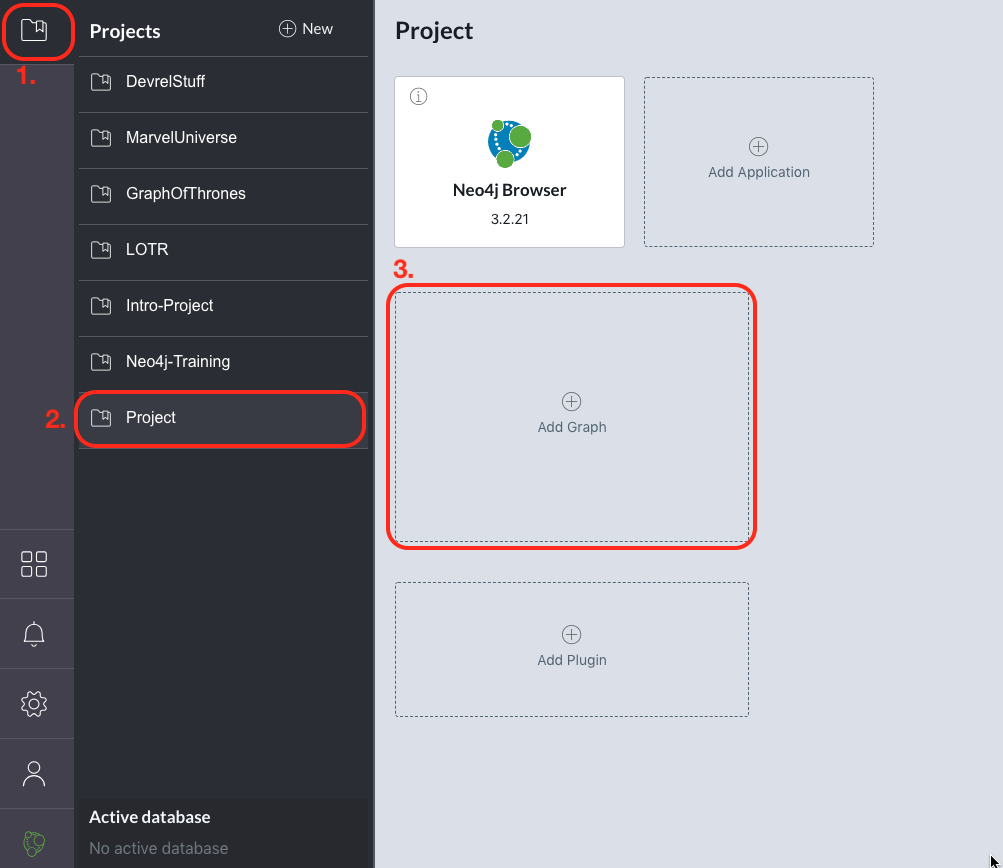 1.
Projects
New
DevrelStuff
MarvelUniverse
GraphOfThrones
LOTR
Intro-Project
Neo4j-Training
2.
Project
Active database
No active database
Project
Neo4j Browser
3.2.21
Add Application
3.
Add Graph
Add Plugin